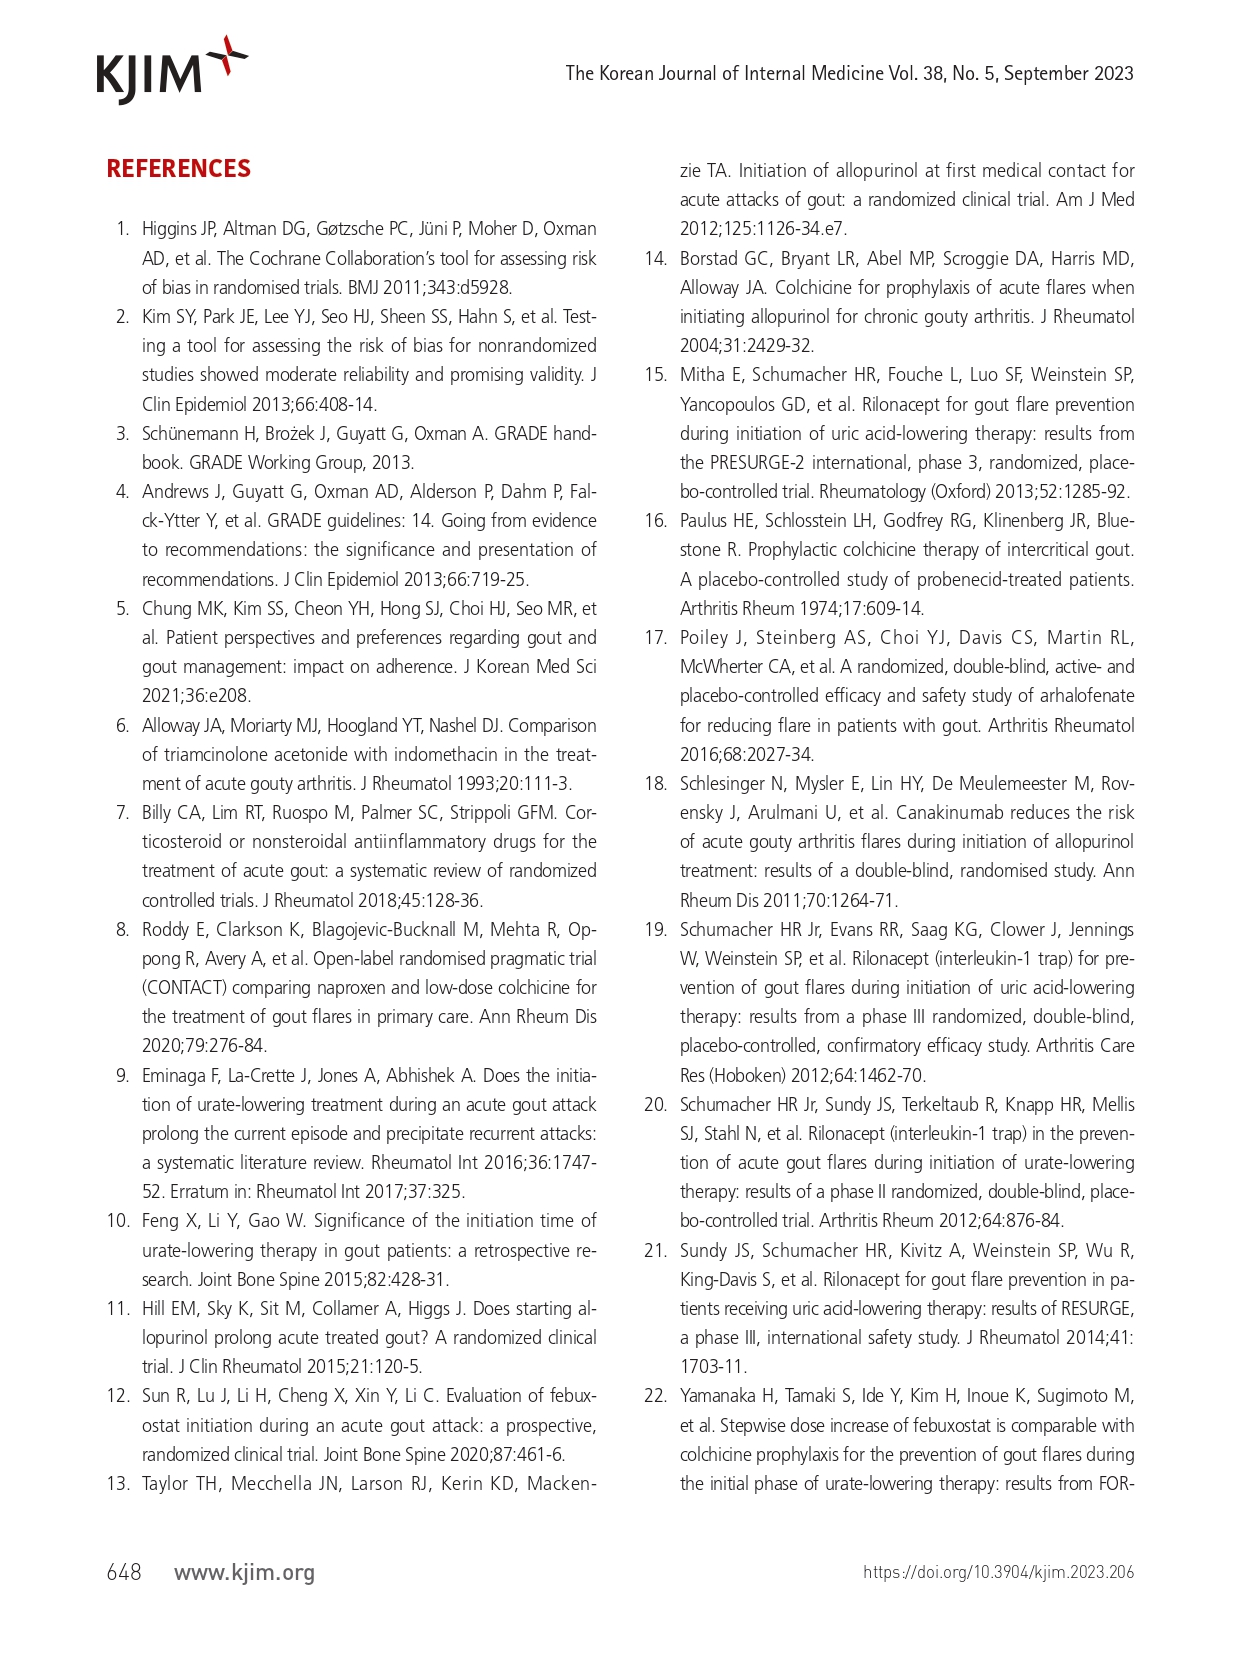 KJIM
The Korean Journal of Internal Medicine Vol. 38, No. 5, September 2023
REFERENCES
1. Higgins JP, Altman DG, Gøtzsche PC, Jüni P, Moher D, Oxman
AD, et al. The Cochrane Collaboration's tool for assessing risk
of bias in randomised trials. BMJ 2011;343:d5928.
2. Kim SY, Park JE, Lee YJ, Seo HJ, Sheen SS, Hahn S, et al. Test-
ing a tool for assessing the risk of bias for nonrandomized
studies showed moderate reliability and promising validity. J
Clin Epidemiol 2013;66:408-14.
3. Schünemann H, Brożek J, Guyatt G, Oxman A. GRADE hand-
book. GRADE Working Group, 2013.
4. Andrews J, Guyatt G, Oxman AD, Alderson P, Dahm P, Fal-
ck-Ytter Y, et al. GRADE guidelines: 14. Going from evidence
to recommendations: the significance and presentation of
recommendations. J Clin Epidemiol 2013;66:719-25.
5. Chung MK, Kim SS, Cheon YH, Hong SJ, Choi HJ, Seo MR, et
al. Patient perspectives and preferences regarding gout and
gout management: impact on adherence. J Korean Med Sci
2021;36:e208.
6. Alloway JA, Moriarty MJ, Hoogland YT, Nashel DJ. Comparison
of triamcinolone acetonide with indomethacin in the treat-
ment of acute gouty arthritis. J Rheumatol 1993;20:111-3.
7. Billy CA, Lim RT, Ruospo M, Palmer SC, Strippoli GFM. Cor-
ticosteroid or nonsteroidal antiinflammatory drugs for the
treatment of acute gout: a systematic review of randomized
controlled trials. J Rheumatol 2018;45:128-36.
8. Roddy E, Clarkson K, Blagojevic-Bucknall M, Mehta R, Op-
pong R, Avery A, et al. Open-label randomised pragmatic trial
(CONTACT) comparing naproxen and low-dose colchicine for
the treatment of gout flares in primary care. Ann Rheum Dis
2020;79:276-84.
9. Eminaga F, La-Crette J, Jones A, Abhishek A. Does the initia-
tion of urate-lowering treatment during an acute gout attack
prolong the current episode and precipitate recurrent attacks:
a systematic literature review. Rheumatol Int 2016;36:1747-
52. Erratum in: Rheumatol Int 2017;37:325.
10. Feng X, Li Y, Gao W. Significance of the initiation time of
urate-lowering therapy in gout patients: a retrospective re-
search. Joint Bone Spine 2015;82:428-31.
11. Hill EM, Sky K, Sit M, Collamer A, Higgs J. Does starting al-
lopurinol prolong acute treated gout? A randomized clinical
trial. J Clin Rheumatol 2015;21:120-5.
12. Sun R, Lu J, Li H, Cheng X, Xin Y, Li C. Evaluation of febux-
ostat initiation during an acute gout attack: a prospective,
randomized clinical trial. Joint Bone Spine 2020;87:461-6.
13. Taylor TH, Mecchella JN, Larson RJ, Kerin KD, Macken-
zie TA. Initiation of allopurinol at first medical contact for
acute attacks of gout: a randomized clinical trial. Am J Med
2012;125:1126-34.e7.
14. Borstad GC, Bryant LR, Abel MP, Scroggie DA, Harris MD,
Alloway JA. Colchicine for prophylaxis of acute flares when
initiating allopurinol for chronic gouty arthritis. J Rheumatol
2004;31:2429-32.
15. Mitha E, Schumacher HR, Fouche L, Luo SF, Weinstein SP,
Yancopoulos GD, et al. Rilonacept for gout flare prevention
during initiation of uric acid-lowering therapy: results from
the PRESURGE-2 international, phase 3, randomized, place-
bo-controlled trial. Rheumatology (Oxford) 2013;52:1285-92.
16. Paulus HE, Schlosstein LH, Godfrey RG, Klinenberg JR, Blue-
stone R. Prophylactic colchicine therapy of intercritical gout.
A placebo-controlled study of probenecid-treated patients.
Arthritis Rheum 1974;17:609-14.
17. Poiley J, Steinberg AS, Choi YJ, Davis CS, Martin RL,
McWherter CA, et al. A randomized, double-blind, active- and
placebo-controlled efficacy and safety study of arhalofenate
for reducing flare in patients with gout. Arthritis Rheumatol
2016;68:2027-34.
18. Schlesinger N, Mysler E, Lin HY, De Meulemeester M, Rov-
ensky J, Arulmani U, et al. Canakinumab reduces the risk
of acute gouty arthritis flares during initiation of allopurinol
treatment: results of a double-blind, randomised study. Ann
Rheum Dis 2011;70:1264-71.
19. Schumacher HR Jr, Evans RR, Saag KG, Clower J, Jennings
W, Weinstein SP, et al. Rilonacept (interleukin-1 trap) for pre-
vention of gout flares during initiation of uric acid-lowering
therapy: results from a phase III randomized, double-blind,
placebo-controlled, confirmatory efficacy study. Arthritis Care
Res (Hoboken) 2012;64:1462-70.
20. Schumacher HR Jr, Sundy JS, Terkeltaub R, Knapp HR, Mellis
SJ, Stahl N, et al. Rilonacept (interleukin-1 trap) in the preven-
tion of acute gout flares during initiation of urate-lowering
therapy: results of a phase II randomized, double-blind, place-
bo-controlled trial. Arthritis Rheum 2012;64:876-84.
21. Sundy JS, Schumacher HR, Kivitz A, Weinstein SP, Wu R,
King-Davis S, et al. Rilonacept for gout flare prevention in pa-
tients receiving uric acid-lowering therapy: results of RESURGE,
a phase III, international safety study. J Rheumatol 2014;41:
1703-11.
22. Yamanaka H, Tamaki S, Ide Y, Kim H, Inoue K, Sugimoto M,
et al. Stepwise dose increase of febuxostat is comparable with
colchicine prophylaxis for the prevention of gout flares during
the initial phase of urate-lowering therapy: results from FOR-
648 www.kjim.org
https://doi.org/10.3904/kjim.2023.206